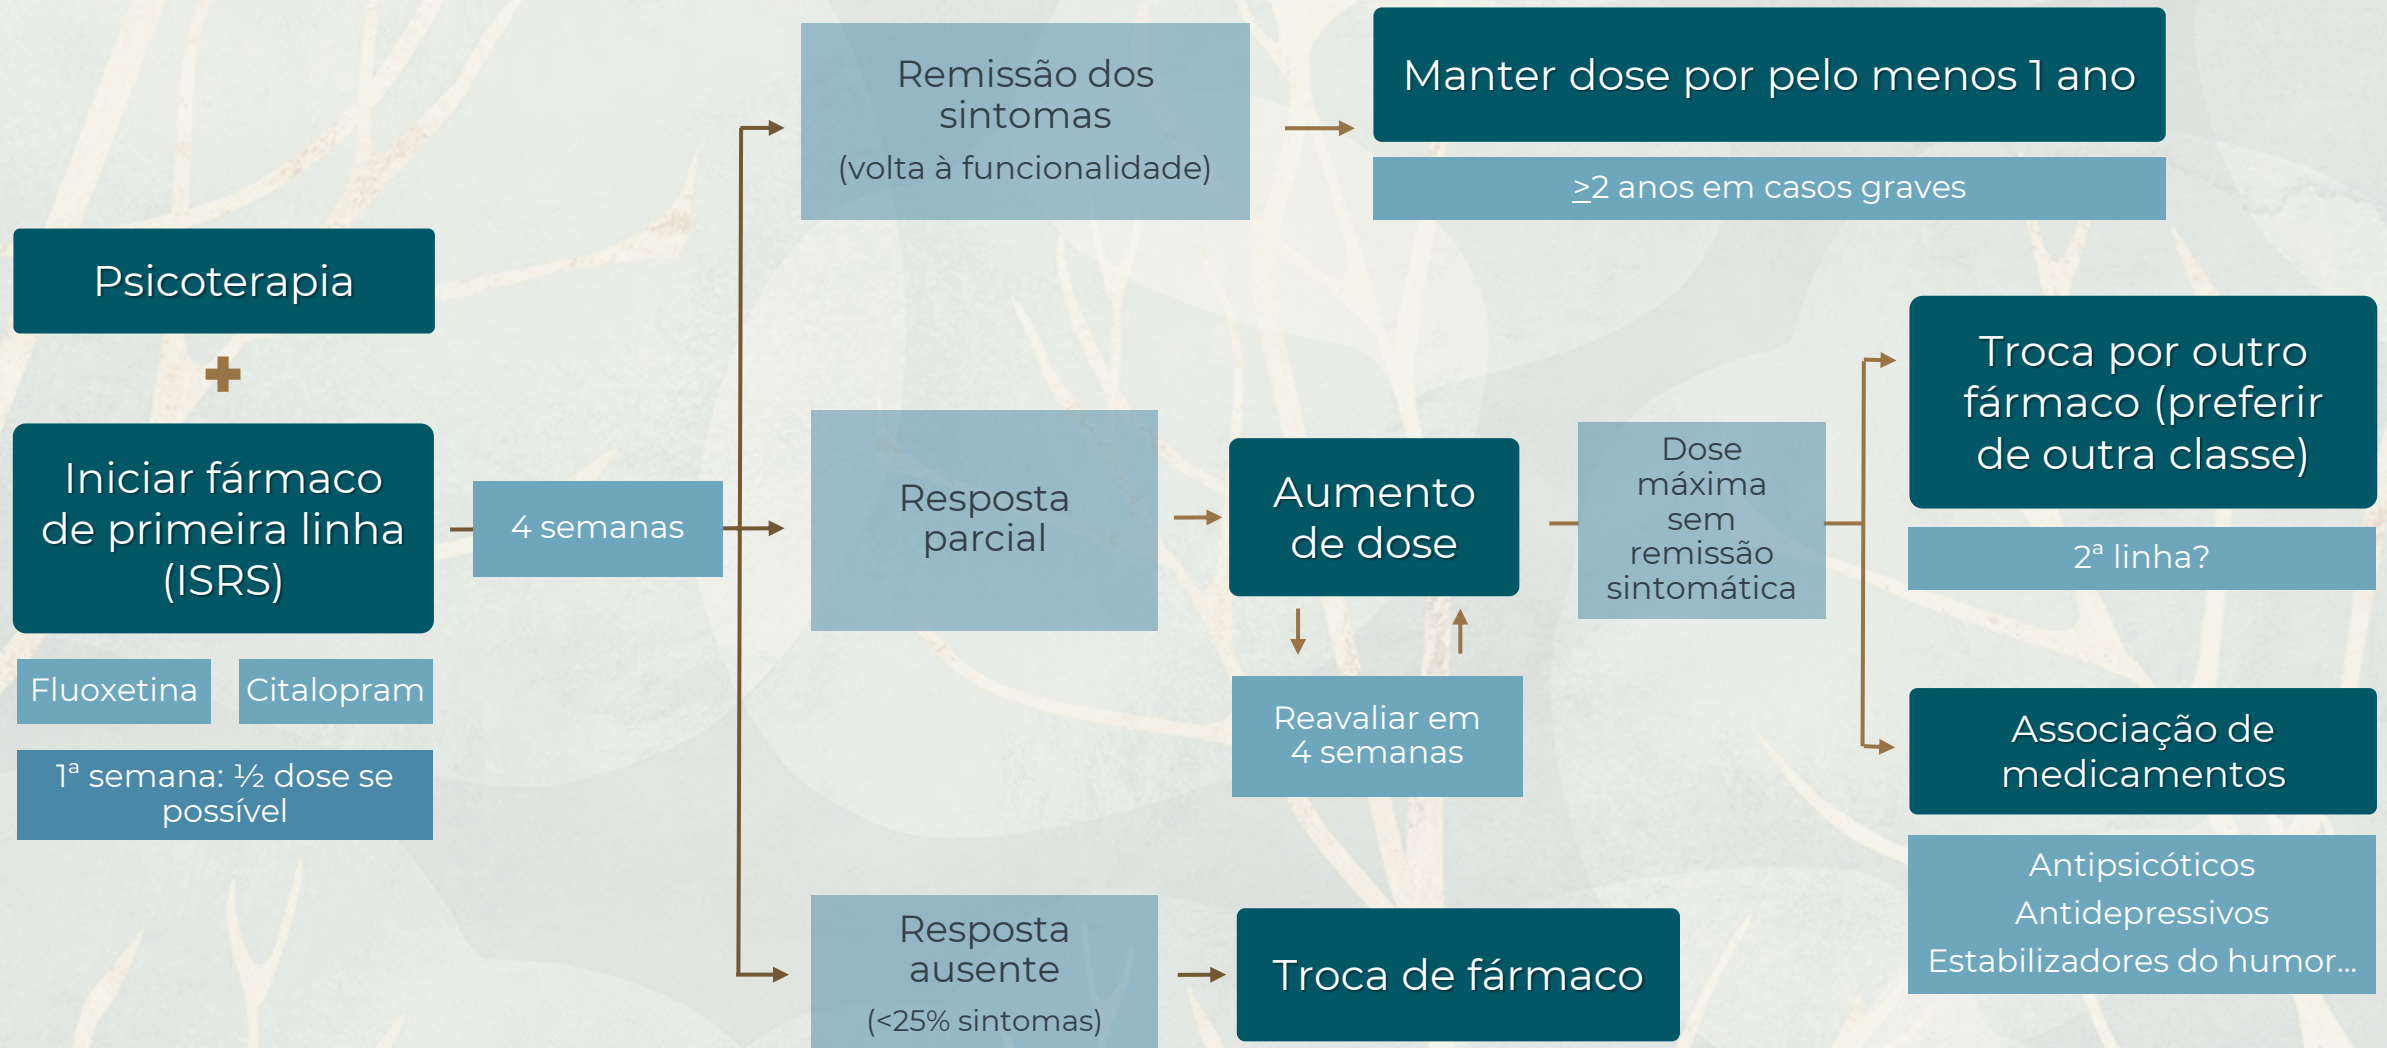 Psicoterapia
Iniciar fármaco
de primeira linha
(ISRS)
Fluoxetina
Citalopram
1ª semana: ½ dose se
possível
4 semanas
Remissão dos
sintomas
(volta à funcionalidade)
Manter dose por pelo menos 1 ano
≥2 anos em casos graves
Resposta
parcial
Aumento
de dose
Reavaliar em
4 semanas
Dose
máxima
sem
remissão
sintomática
Troca por outro
fármaco (preferir
de outra classe)
2ª linha?
Associação de
medicamentos
Antipsicóticos
Antidepressivos
Estabilizadores do humor...
Resposta
ausente
(<25% sintomas)
Troca de fármaco